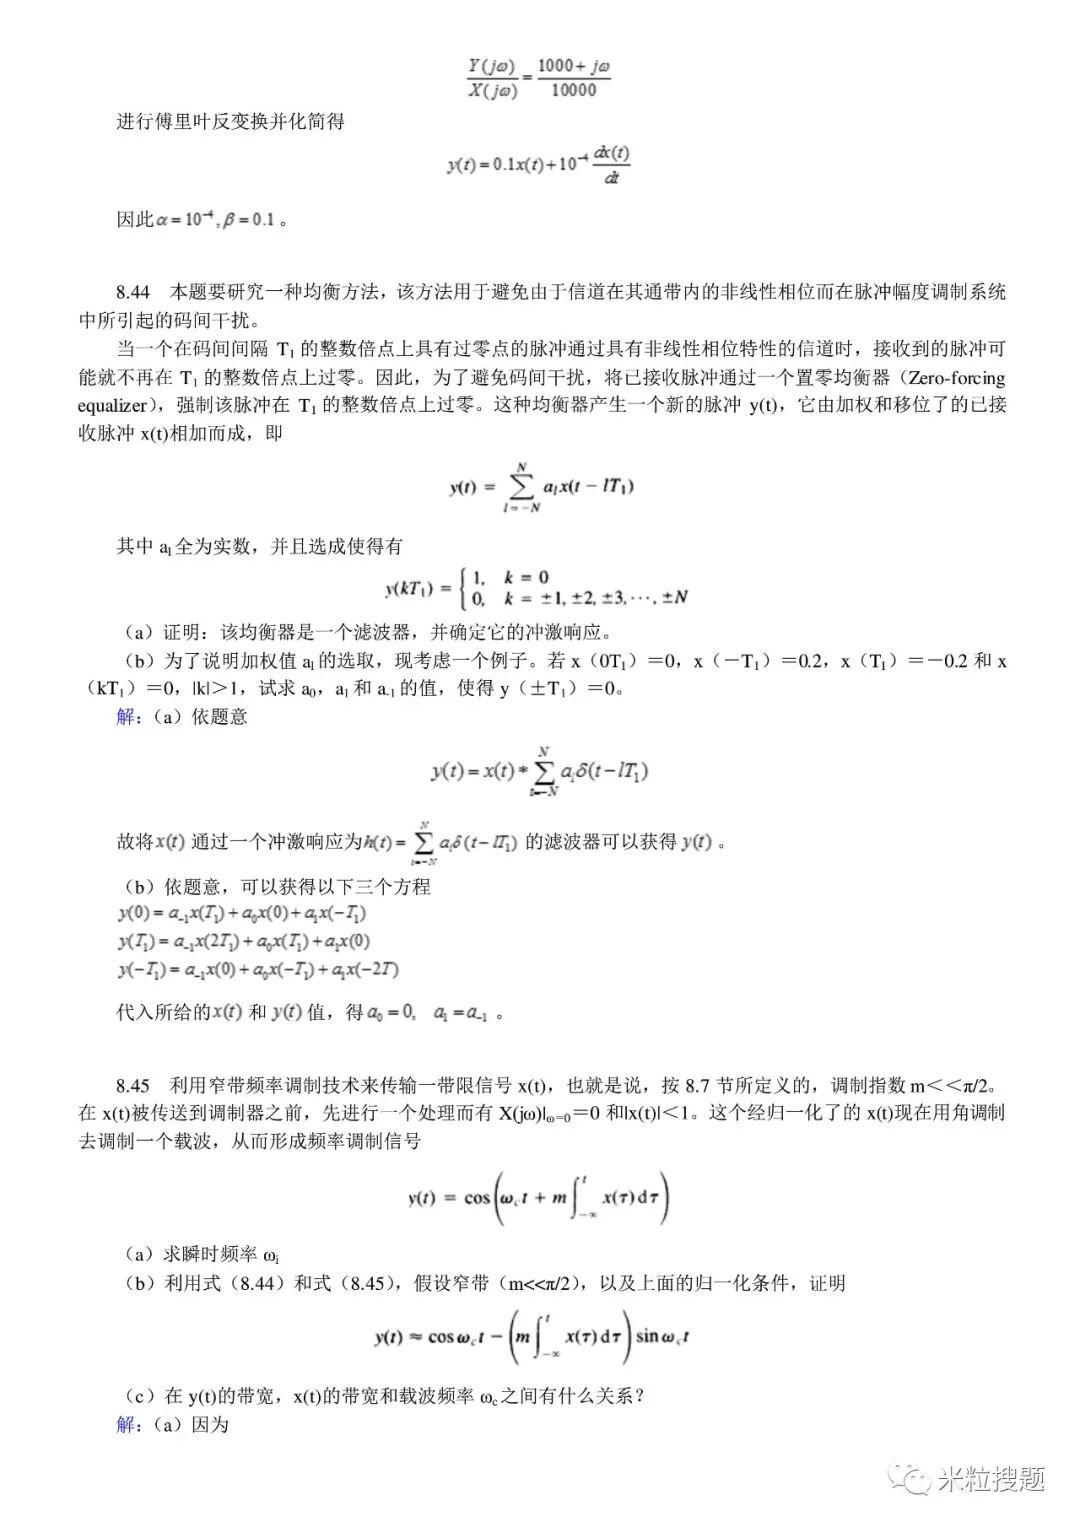 Y(jω)/X(jω) = (1000+jω)/10000
进行傅里叶反变换并化简得
y(t)=0.1x(t)+10⁻⁴ dx(t)/dt
因此α=10⁻⁴,β=0.1。
8.44 本题要研究一种均衡方法，该方法用于避免由于信道在其通带内的非线性相位而在脉冲幅度调制系统
中所引起的码间干扰。
当一个在码间间隔 T₁ 的整数倍点上具有过零点的脉冲通过具有非线性相位特性的信道时，接收到的脉冲可
能就不再在 T₁ 的整数倍点上过零。因此，为了避免码间干扰，将已接收脉冲通过一个置零均衡器（Zero-forcing
equalizer），强制该脉冲在 T₁ 的整数倍点上过零。这种均衡器产生一个新的脉冲 y(t)，它由加权和移位了的已接
收脉冲 x(t)相加而成，即
y(t) = ∑_{l=-N}^{N} a_l x(t − lT₁)
其中 a_l 全为实数，并且选成使得有
y(kT₁) = { 1, k = 0
0, k = ±1, ±2, ±3, ···, ±N
（a）证明：该均衡器是一个滤波器，并确定它的冲激响应。
（b）为了说明加权值 a_l 的选取，现考虑一个例子。若 x（0T₁）＝0，x（－T₁）＝0.2，x（T₁）＝－0.2 和 x
（kT₁）＝0，|k|＞1，试求 a₀，a₁ 和 a₋₁ 的值，使得 y（±T₁）＝0。
解:（a）依题意
y(t)=x(t)*∑_{t=-N}^{N} a_i δ(t−lT₁)
故将x(t) 通过一个冲激响应为h(t)= ∑_{t=-N}^{N} a_i δ(t−lT₁) 的滤波器可以获得 y(t) 。
（b）依题意，可以获得以下三个方程
y(0)=a₋₁x(T₁)+a₀x(0)+a₁x(−T₁)
y(T₁)=a₋₁x(2T₁)+a₀x(T₁)+a₁x(0)
y(−T₁)=a₋₁x(0)+a₀x(−T₁)+a₁x(−2T)
代入所给的x(t) 和 y(t) 值，得 a₀=0, a₁=a₋₁ 。
8.45 利用窄带频率调制技术来传输一带限信号 x(t)，也就是说，按 8.7 节所定义的，调制指数 m＜＜π/2。
在 x(t)被传送到调制器之前，先进行一个处理而有 X(jω)|ω₌₀＝0 和|x(t)|＜1。这个经归一化了的 x(t)现在用角调制
去调制一个载波，从而形成频率调制信号
y(t) = cos(ω_c t + m∫_{−∞}^{t} x(τ)dτ)
（a）求瞬时频率 ωᵢ
（b）利用式（8.44）和式（8.45），假设窄带（m<<π/2），以及上面的归一化条件，证明
y(t) ≈ cos ω_c t − (m∫_{−∞}^{t} x(τ)dτ) sin ω_c t
（c）在 y(t)的带宽，x(t)的带宽和载波频率 ω_c 之间有什么关系？
解:（a）因为
米粒搜题